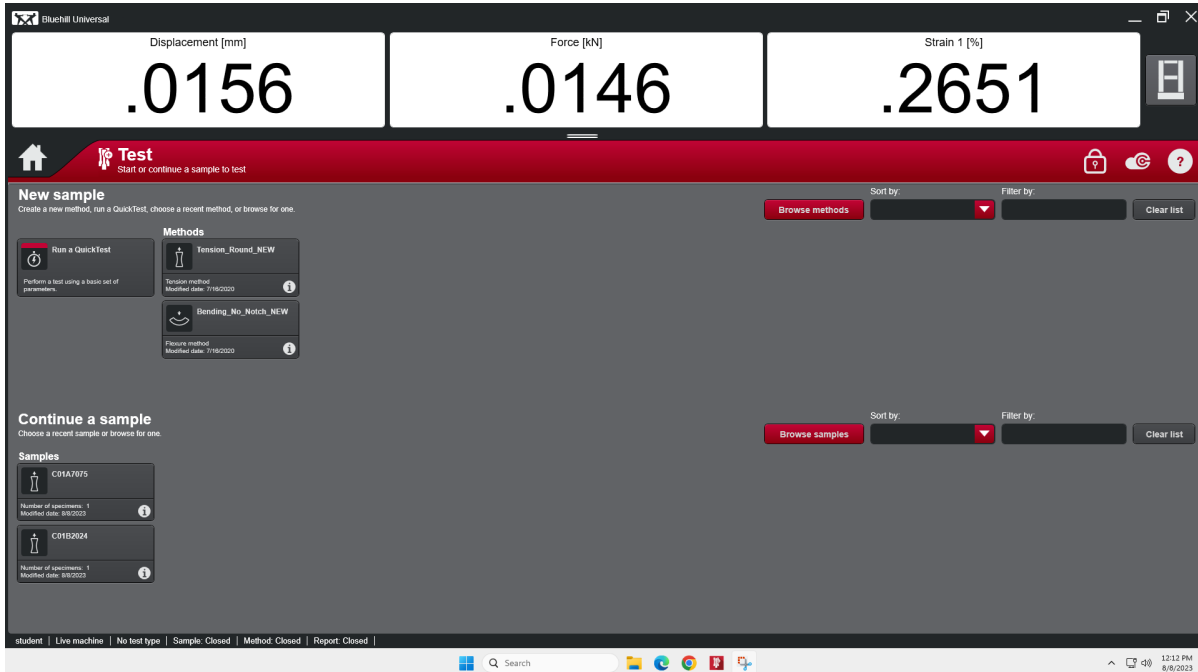 Bluehill Universal
Displacement [mm]
.0156
Force [kN]
.0146
Strain 1 [%]
.2651
Test
Start or continue a sample to test
?
New sample
Create a new method, run a QuickTest, choose a recent method, or browse for one.
Browse methods
Sort by:
Filter by:
Clear list
Run a QuickTest
Perform a test using a basic set of
parameters.
Methods
Tension_Round_NEW
Tension method
Modified date: 7/16/2020
i
Bending_No_Notch_NEW
Flexure method
Modified date: 7/16/2020
i
Continue a sample
Choose a recent sample or browse for one.
Browse samples
Sort by:
Filter by:
Clear list
Samples
C01A7075
Number of specimens: 1
Modified date: 8/8/2023
i
C01B2024
Number of specimens: 1
Modified date: 8/8/2023
i
student | Live machine | No test type | Sample: Closed | Method: Closed | Report: Closed |
Search
12:12 PM
8/8/2023